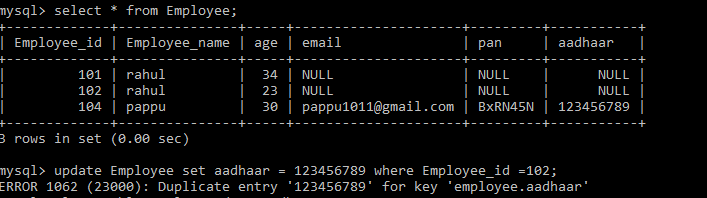 mysql> select * from Employee;
+-------------+---------------+-----+--------------------+---------+-----------+
| Employee_id | Employee_name | age | email | pan | aadhaar |
+-------------+---------------+-----+--------------------+---------+-----------+
| 101 | rahul | 34 | NULL | NULL | NULL |
| 102 | rahul | 23 | NULL | NULL | NULL |
| 104 | pappu | 30 | pappu1011@gmail.com | BxRN45N | 123456789 |
+-------------+---------------+-----+--------------------+---------+-----------+
3 rows in set (0.00 sec)
mysql> update Employee set aadhaar = 123456789 where Employee_id =102;
ERROR 1062 (23000): Duplicate entry '123456789' for key 'employee.aadhaar'